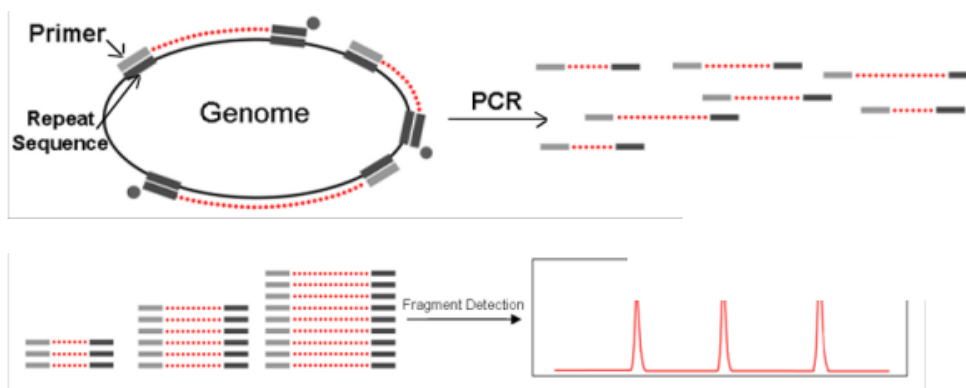 Primer
Genome
Repeat
Sequence
PCR
Fragment Detection